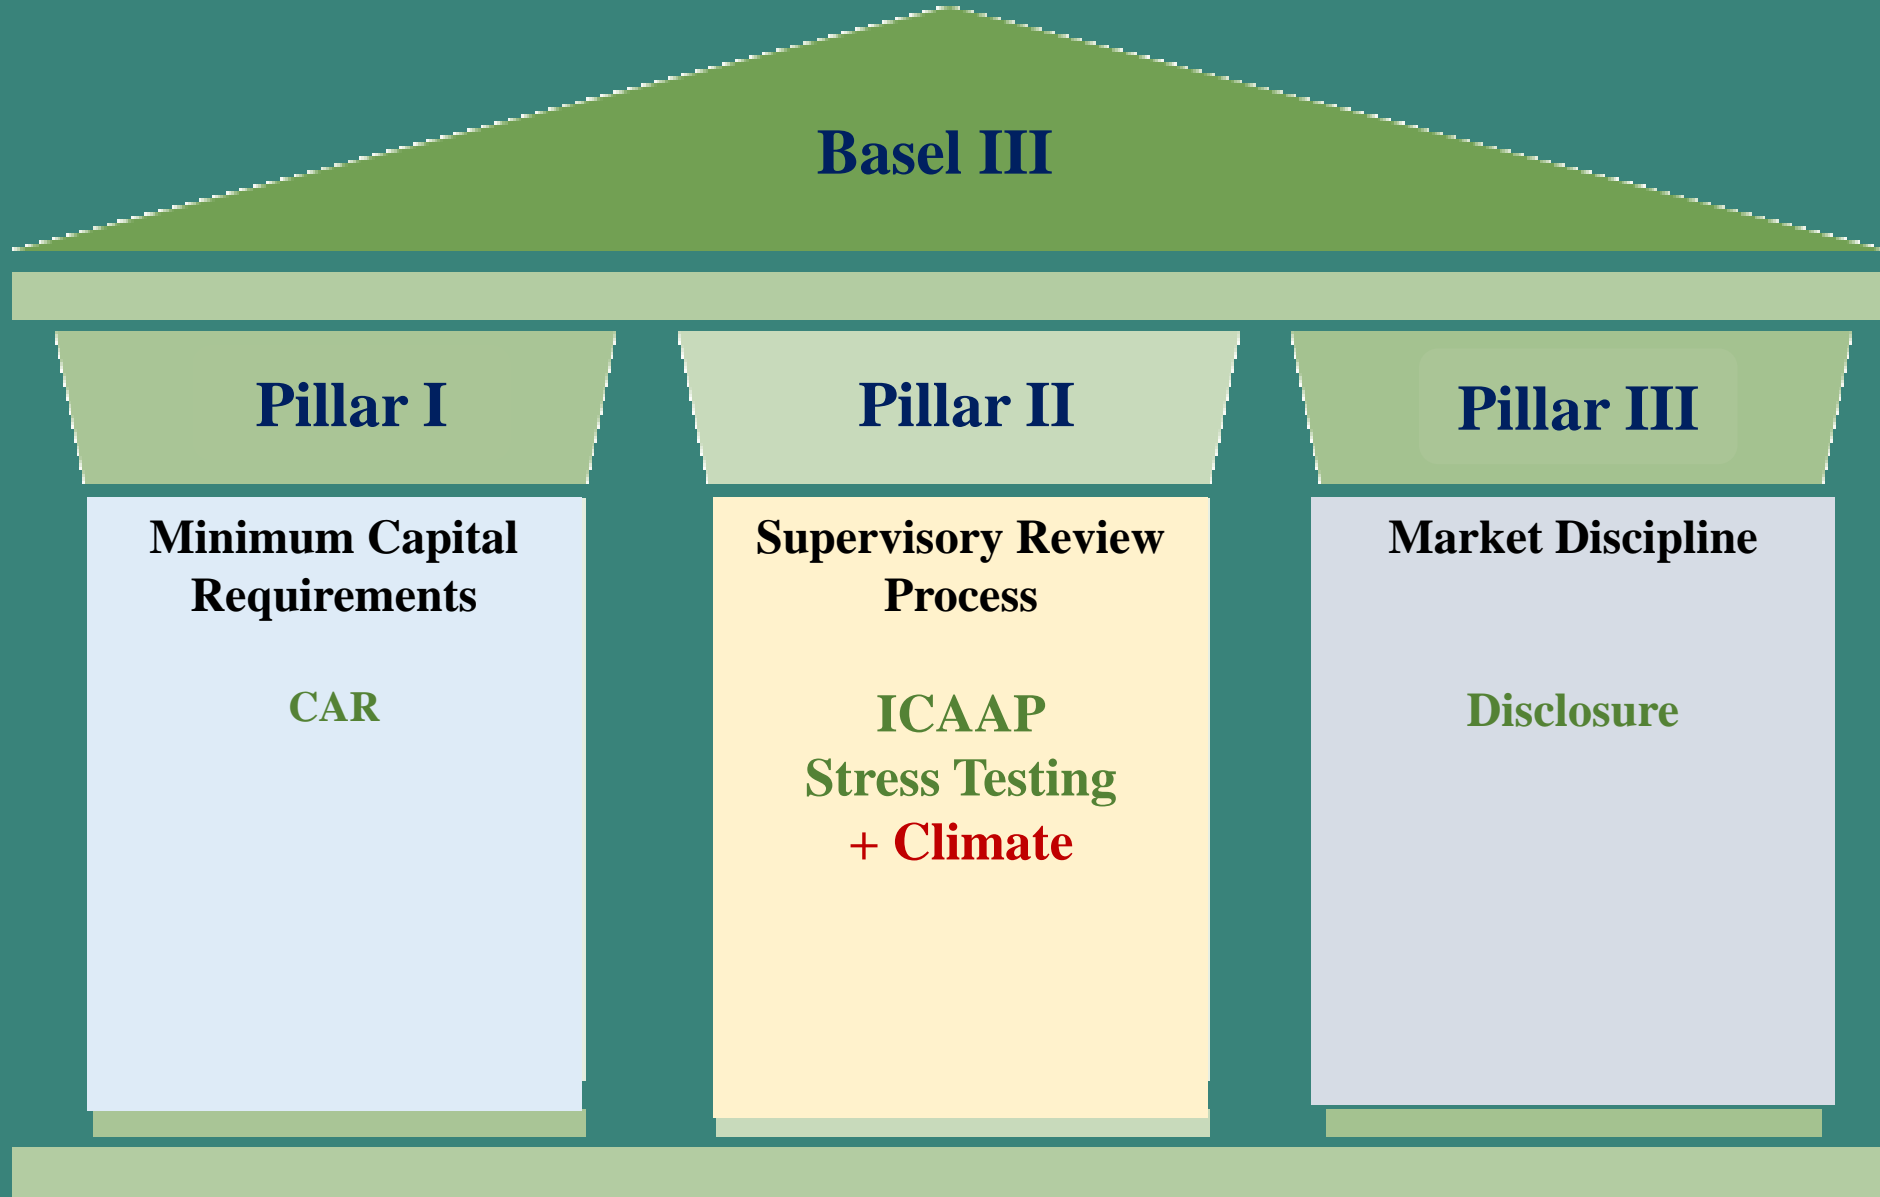 Basel III
Pillar I
Pillar II
Pillar III
Minimum Capital
Requirements
CAR
Supervisory Review
Process
ICAAP
Stress Testing
+ Climate
Market Discipline
Disclosure